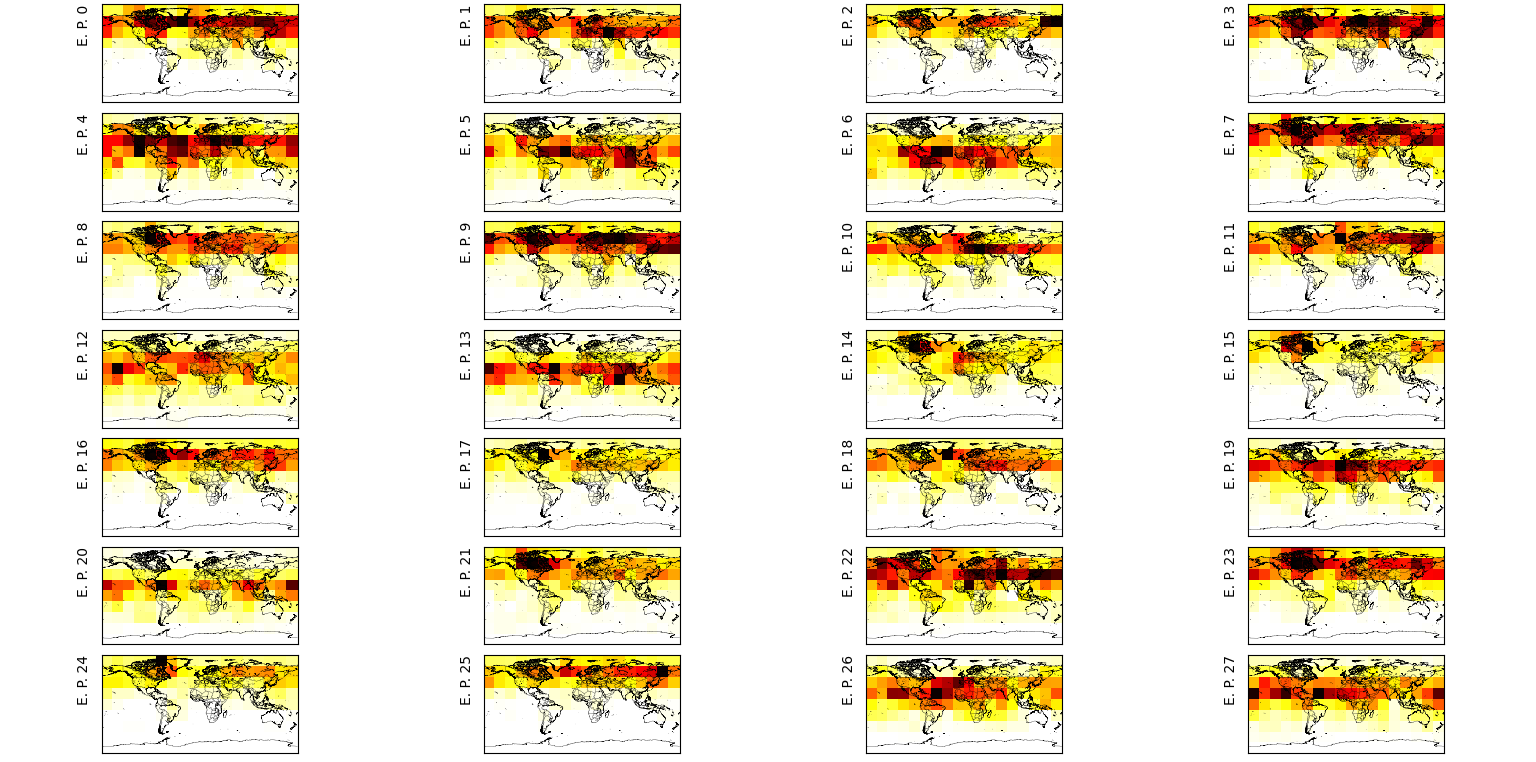 E. P. 0
E. P. 1
E. P. 2
E. P. 3
E. P. 4
E. P. 5
E. P. 6
E. P. 7
E. P. 8
E. P. 9
E. P. 10
E. P. 11
E. P. 12
E. P. 13
E. P. 14
E. P. 15
E. P. 16
E. P. 17
E. P. 18
E. P. 19
E. P. 20
E. P. 21
E. P. 22
E. P. 23
E. P. 24
E. P. 25
E. P. 26
E. P. 27